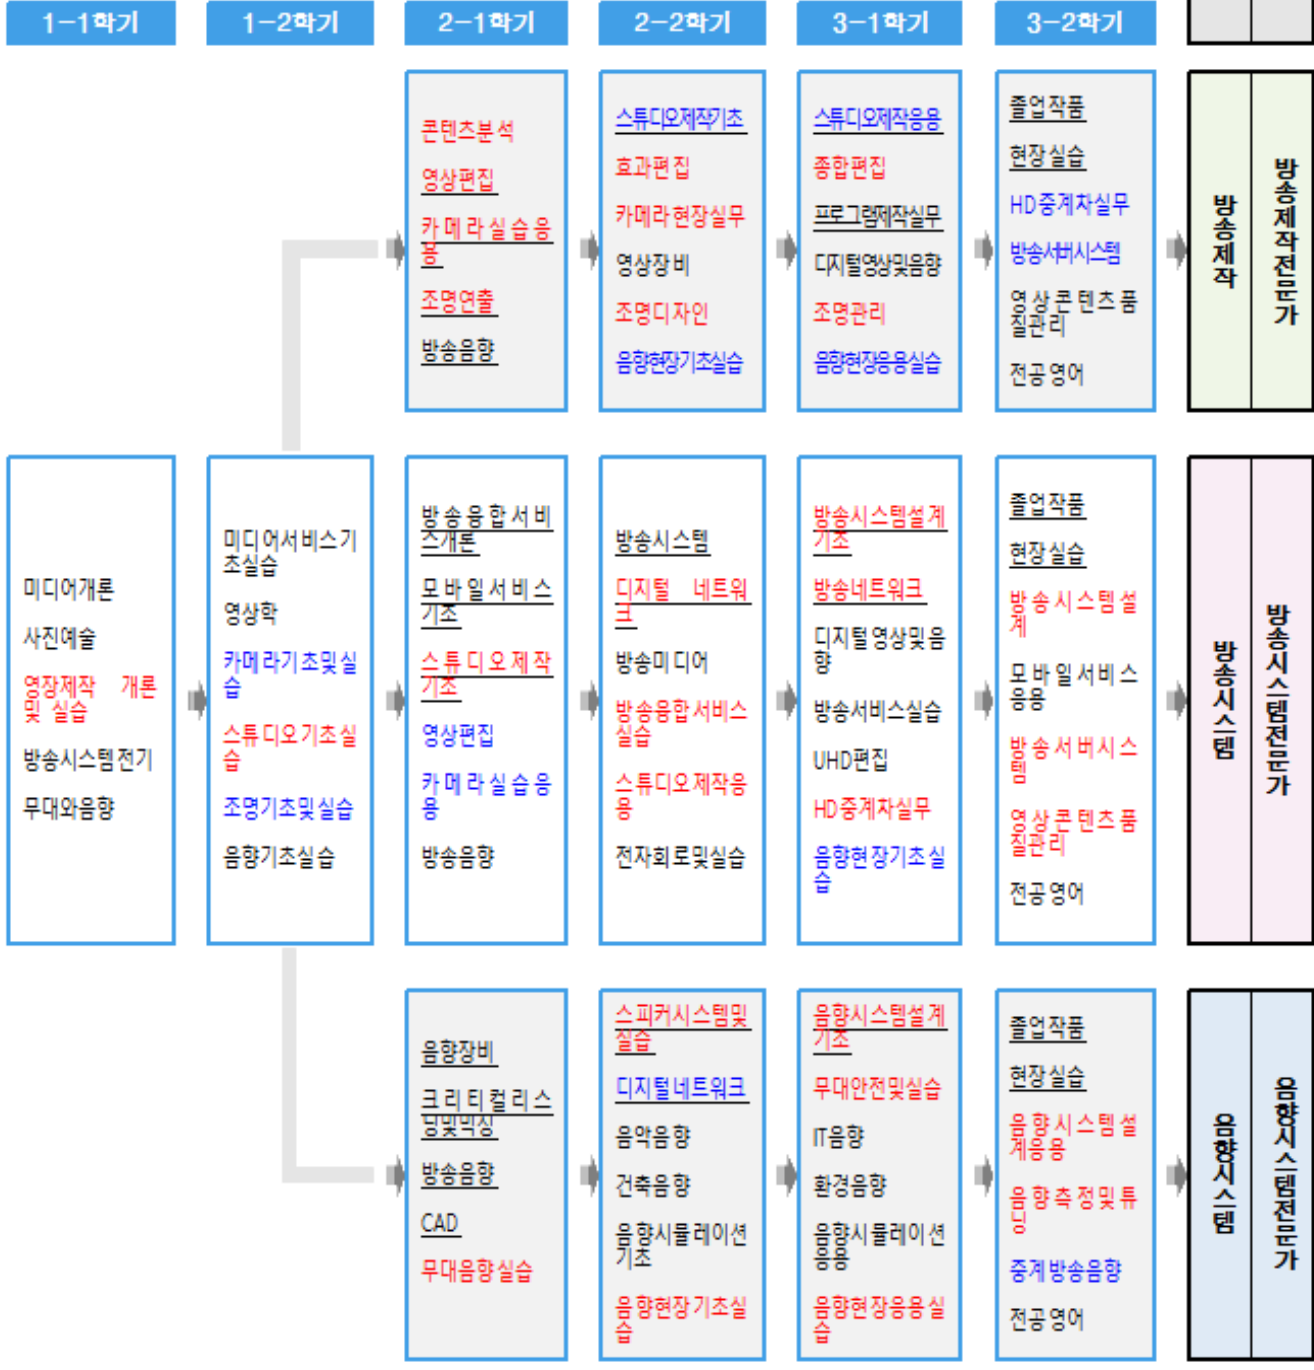 1-1학기
1-2학기
2-1학기
2-2학기
3-1학기
3-2학기
콘텐츠분석
영상편집
카메라실습응
용
조명연출
방송음향
스튜디오제작기초
효과편집
카메라현장실무
영상장비
조명디자인
음향현장기초실습
스튜디오제작응용
종합편집
프로그램제작실무
디지털영상및음향
조명관리
음향현장응용실습
졸업작품
현장실습
HD중계차실무
방송서버시스템
영상콘텐츠품
질관리
전공영어
방송제작
방송제작전문가
미디어개론
사진예술
영장제작 개론
및 실습
방송시스템전기
무대와음향
미디어서비스기
초실습
영상학
카메라기초및실
습
스튜디오기초실
습
조명기초및실습
음향기초실습
방송융합서비
스개론
모바일서비스
기초
스튜디오제작
기초
영상편집
카메라실습응
용
방송음향
방송시스템
디지털 네트워
크
방송미디어
방송융합서비스
실습
스튜디오제작응
용
전자회로및실습
방송시스템설계
기초
방송네트워크
디지털영상및음
향
방송서비스실습
UHD편집
HD중계차실무
음향현장기초실
습
졸업작품
현장실습
방송시스템설
계
모바일서비스
응용
방송서버시스
템
영상콘텐츠품
질관리
전공영어
방송시스템
방송시스템전문가
음향장비
크리티컬리스
닝및믹싱
방송음향
CAD
무대음향실습
스피커시스템및
실습
디지털네트워크
음악음향
건축음향
음향시뮬레이션
기초
음향현장기초실
습
음향시스템설계
기초
무대안전및실습
IT음향
환경음향
음향시뮬레이션
응용
음향현장응용실
습
졸업작품
현장실습
음향시스템설
계응용
음향측정및튜
닝
중계방송음향
전공영어
음향시스템
음향시스템전문가